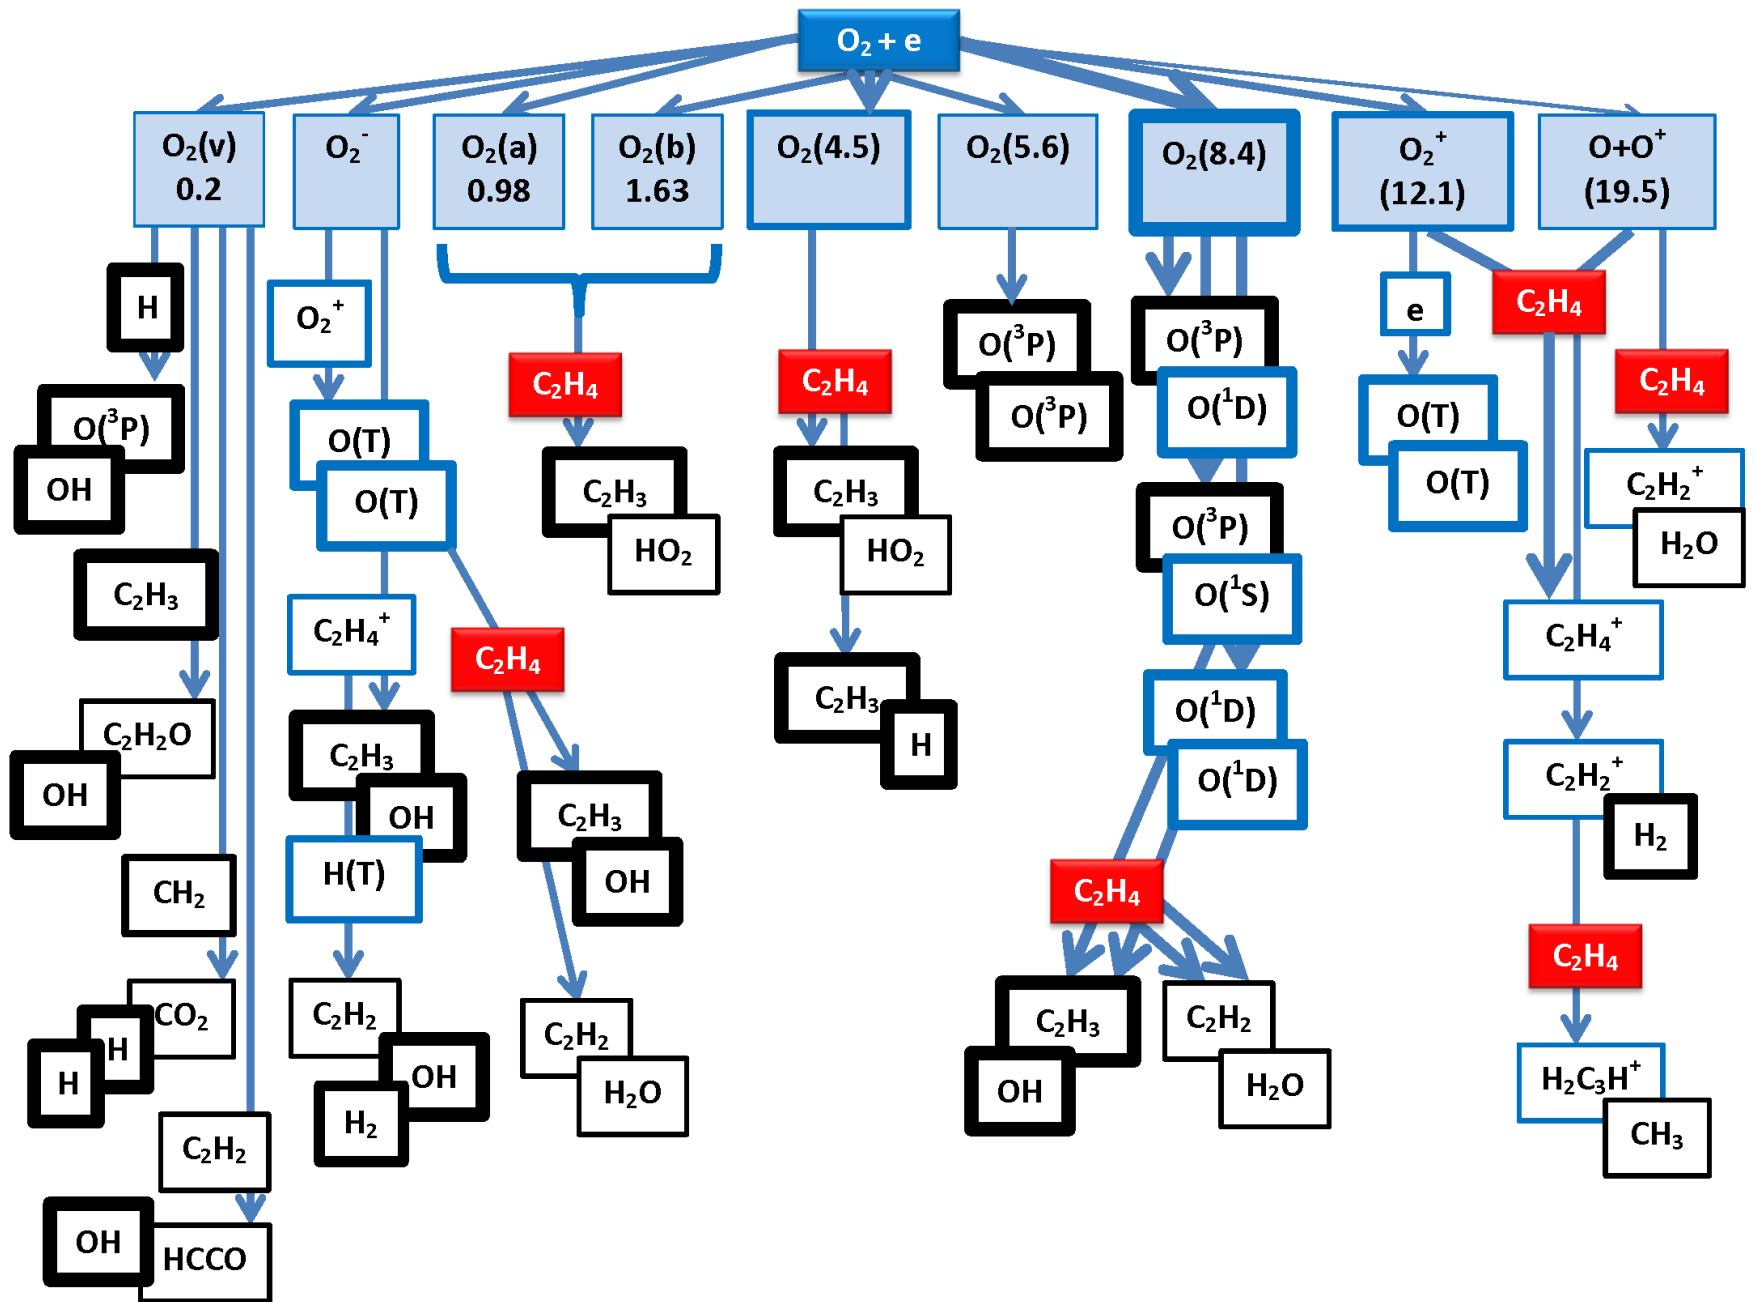 O₂ + e
O₂(v)
0.2
O₂⁻
O₂(a)
0.98
O₂(b)
1.63
O₂(4.5)
O₂(5.6)
O₂(8.4)
O₂⁺
(12.1)
O+O⁺
(19.5)
H
O(³P)
OH
C₂H₃
C₂H₂O
OH
CH₂
CO₂
H
H
C₂H₂
OH
HCCO
O₂⁺
O(T)
O(T)
C₂H₄⁺
C₂H₃
OH
H(T)
C₂H₂
OH
H₂
C₂H₄
C₂H₃
OH
C₂H₂
H₂O
C₂H₄
C₂H₃
HO₂
C₂H₄
C₂H₃
HO₂
C₂H₃
H
O(³P)
O(³P)
O(³P)
O(¹D)
O(³P)
O(¹S)
O(¹D)
O(¹D)
C₂H₄
C₂H₃
OH
C₂H₂
H₂O
e
O(T)
O(T)
C₂H₄
C₂H₄⁺
C₂H₂⁺
H₂
C₂H₄
H₂C₃H⁺
CH₃
C₂H₄
C₂H₂⁺
H₂O